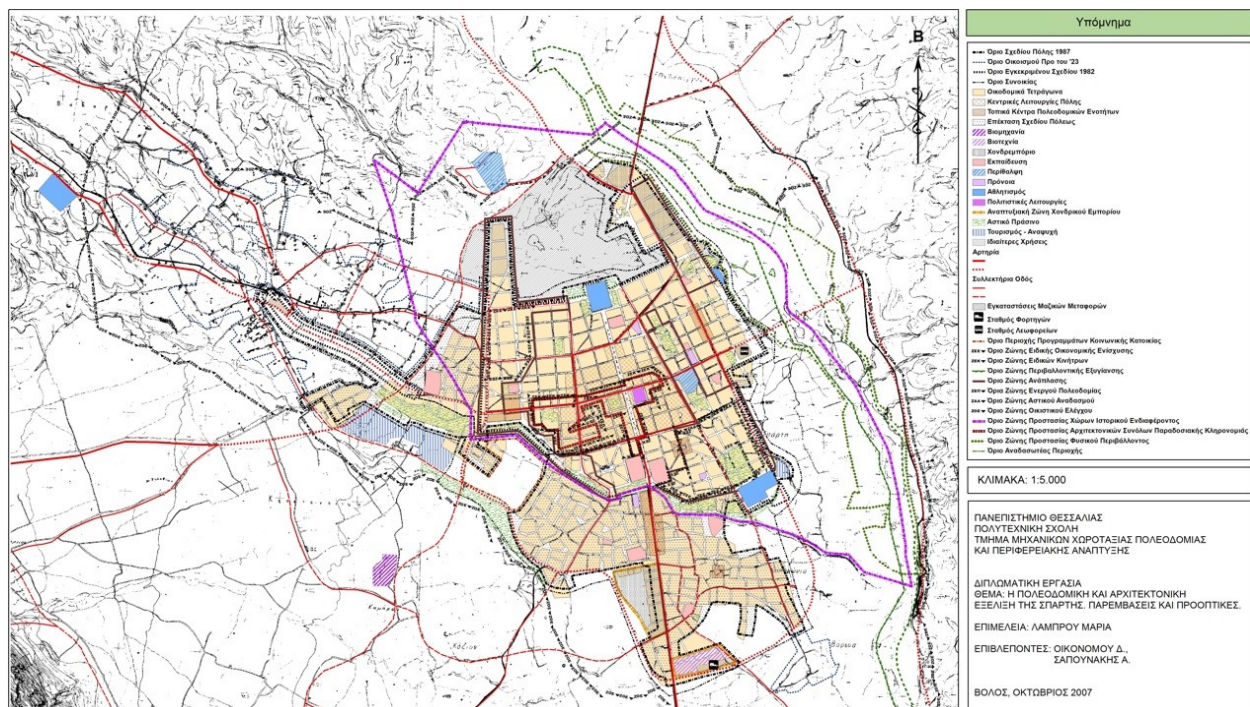 Υπόμνημα
Β
Όριο Σχεδίου Πόλης 1987
Όριο Οικοισμού Προ του '23
Όριο Εγκεκριμένου Σχεδίου 1982
Όριο Συνοικίας
Οικοδομικά Τετράγωνα
Κεντρικές Λειτουργίες Πόλης
Τοπικά Κέντρα Πολεοδομικών Ενοτήτων
Επέκταση Σχεδίου Πόλεως
Βιομηχανία
Βιοτεχνία
Χονδρεμπόριο
Εκπαίδευση
Περίθαλψη
Πρόνοια
Αθλητισμός
Πολιτιστικές Λειτουργίες
Αναπτυξιακή Ζώνη Χονδρικού Εμπορίου
Αστικό Πράσινο
Τουρισμός - Αναψυχή
Ιδιαίτερες Χρήσεις
Αρτηρία
Συλλεκτήρια Οδός
Εγκαταστάσεις Μαζικών Μεταφορών
Σταθμός Φορτηγών
Σταθμός Λεωφορείων
Όριο Περιοχής Προγραμμάτων Κοινωνικής Κατοικίας
Όριο Ζώνης Ειδικής Οικονομικής Ενίσχυσης
Όριο Ζώνης Ειδικών Κινήτρων
Όριο Ζώνης Περιβαλλοντικής Εξυγίανσης
Όριο Ζώνης Ανάπλασης
Όριο Ζώνης Ενεργού Πολεοδομίας
Όριο Ζώνης Αστικού Αναδασμού
Όριο Ζώνης Οικιστικού Ελέγχου
Όριο Ζώνης Προστασίας Χώρων Ιστορικού Ενδιαφέροντος
Όριο Ζώνης Προστασίας Αρχιτεκτονικών Συνόλων Παραδοσιακής Κληρονομιάς
Όριο Ζώνης Προστασίας Φυσικού Περιβάλλοντος
Όριο Αναδασωτέας Περιοχής
ΚΛΙΜΑΚΑ: 1:5.000
ΠΑΝΕΠΙΣΤΗΜΙΟ ΘΕΣΣΑΛΙΑΣ
ΠΟΛΥΤΕΧΝΙΚΗ ΣΧΟΛΗ
ΤΜΗΜΑ ΜΗΧΑΝΙΚΩΝ ΧΩΡΟΤΑΞΙΑΣ ΠΟΛΕΟΔΟΜΙΑΣ
ΚΑΙ ΠΕΡΙΦΕΡΕΙΑΚΗΣ ΑΝΑΠΤΥΞΗΣ
ΔΙΠΛΩΜΑΤΙΚΗ ΕΡΓΑΣΙΑ
ΘΕΜΑ: Η ΠΟΛΕΟΔΟΜΙΚΗ ΚΑΙ ΑΡΧΙΤΕΚΤΟΝΙΚΗ
ΕΞΕΛΙΞΗ ΤΗΣ ΣΠΑΡΤΗΣ. ΠΑΡΕΜΒΑΣΕΙΣ ΚΑΙ ΠΡΟΟΠΤΙΚΕΣ.
ΕΠΙΜΕΛΕΙΑ: ΛΑΜΠΡΟΥ ΜΑΡΙΑ
ΕΠΙΒΛΕΠΟΝΤΕΣ: ΟΙΚΟΝΟΜΟΥ Δ.,
ΣΑΠΟΥΝΑΚΗΣ Α.
ΒΟΛΟΣ, ΟΚΤΩΒΡΙΟΣ 2007